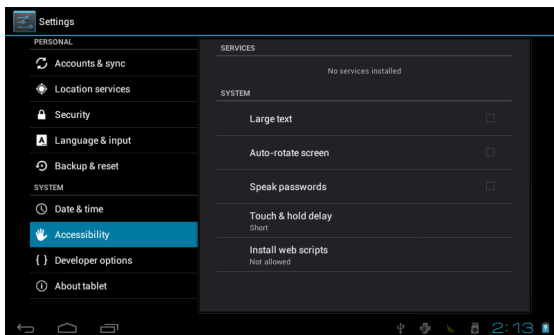 Settings
PERSONAL
Accounts & sync
Location services
Security
Language & input
Backup & reset
SYSTEM
Date & time
Accessibility
Developer options
About tablet
SERVICES
No services installed
SYSTEM
Large text
Auto-rotate screen
Speak passwords
Touch & hold delay
Short
Install web scripts
Not allowed
2:13